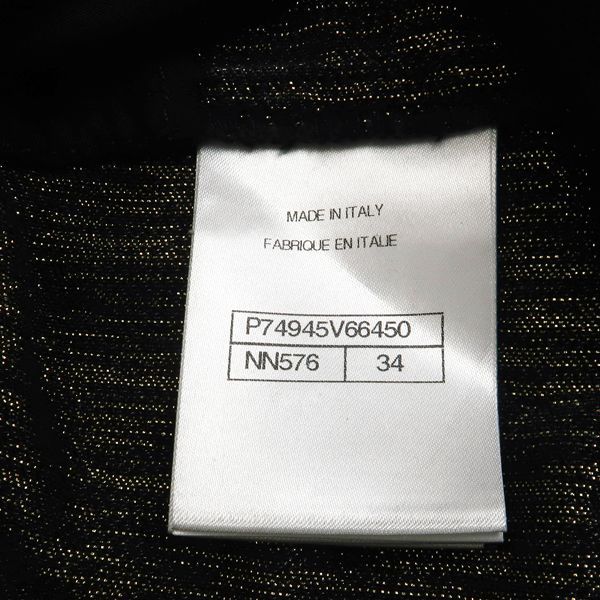 MADE IN ITALY
FABRIQUE EN ITALIE
P74945V66450
NN576 34